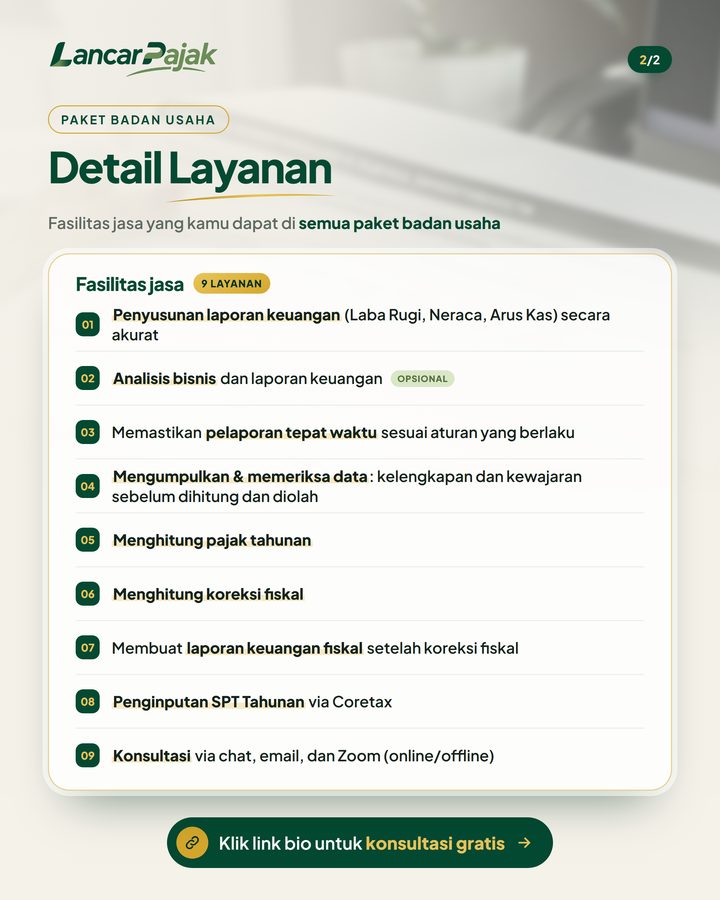 LancarPajak
2/2
PAKET BADAN USAHA
Detail Layanan
Fasilitas jasa yang kamu dapat di semua paket badan usaha
Fasilitas jasa 9 LAYANAN
01 Penyusunan laporan keuangan (Laba Rugi, Neraca, Arus Kas) secara
akurat
02 Analisis bisnis dan laporan keuangan OPSIONAL
03 Memastikan pelaporan tepat waktu sesuai aturan yang berlaku
04 Mengumpulkan & memeriksa data: kelengkapan dan kewajaran
sebelum dihitung dan diolah
05 Menghitung pajak tahunan
06 Menghitung koreksi fiskal
07 Membuat laporan keuangan fiskal setelah koreksi fiskal
08 Penginputan SPT Tahunan via Coretax
09 Konsultasi via chat, email, dan Zoom (online/offline)
Klik link bio untuk konsultasi gratis →